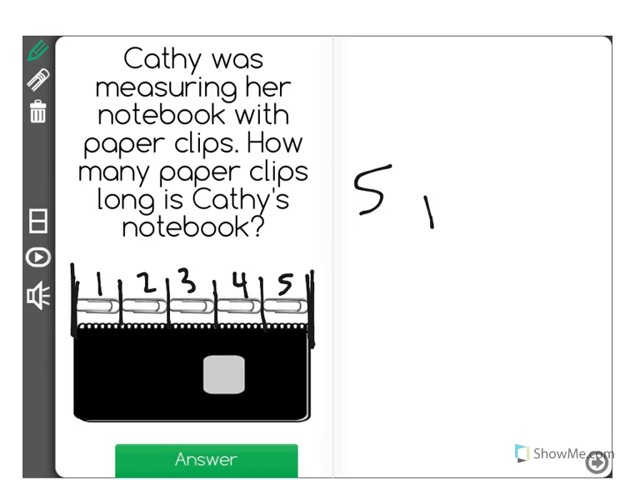 Cathy was
measuring her
notebook with
paper clips. How
many paper clips
long is Cathy's
notebook?
1 2 3 4 5
5
Answer
ShowMe.com